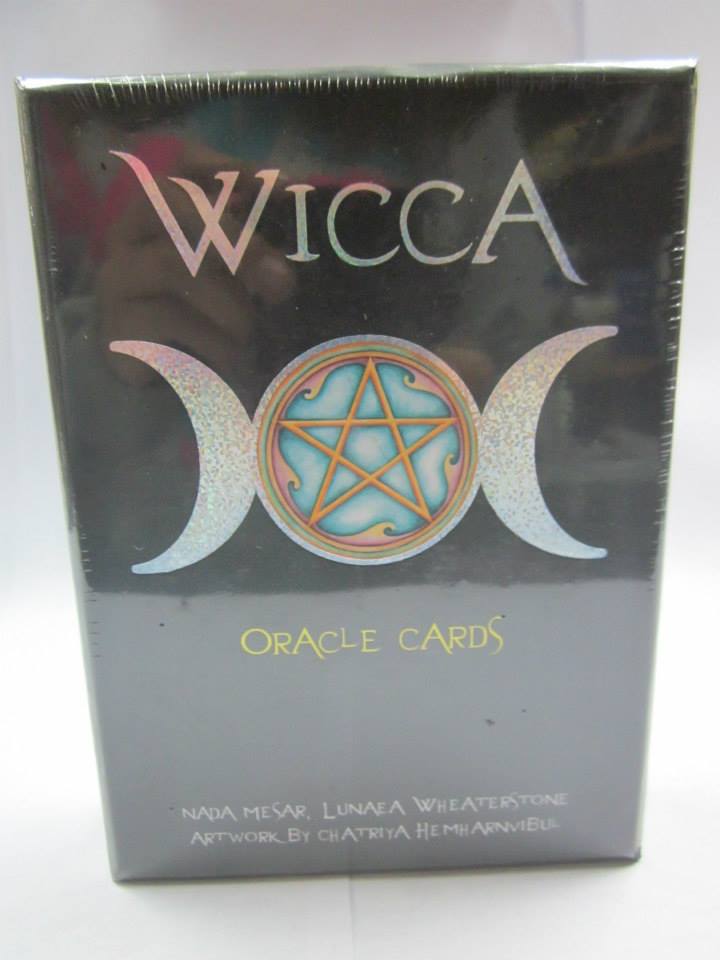 WICCA
ORACLE CARDS
NADA MESAR, LUNAEA WHEATERSTONE
ARTWORK BY CHATRIYA HEMHARNVIBUL